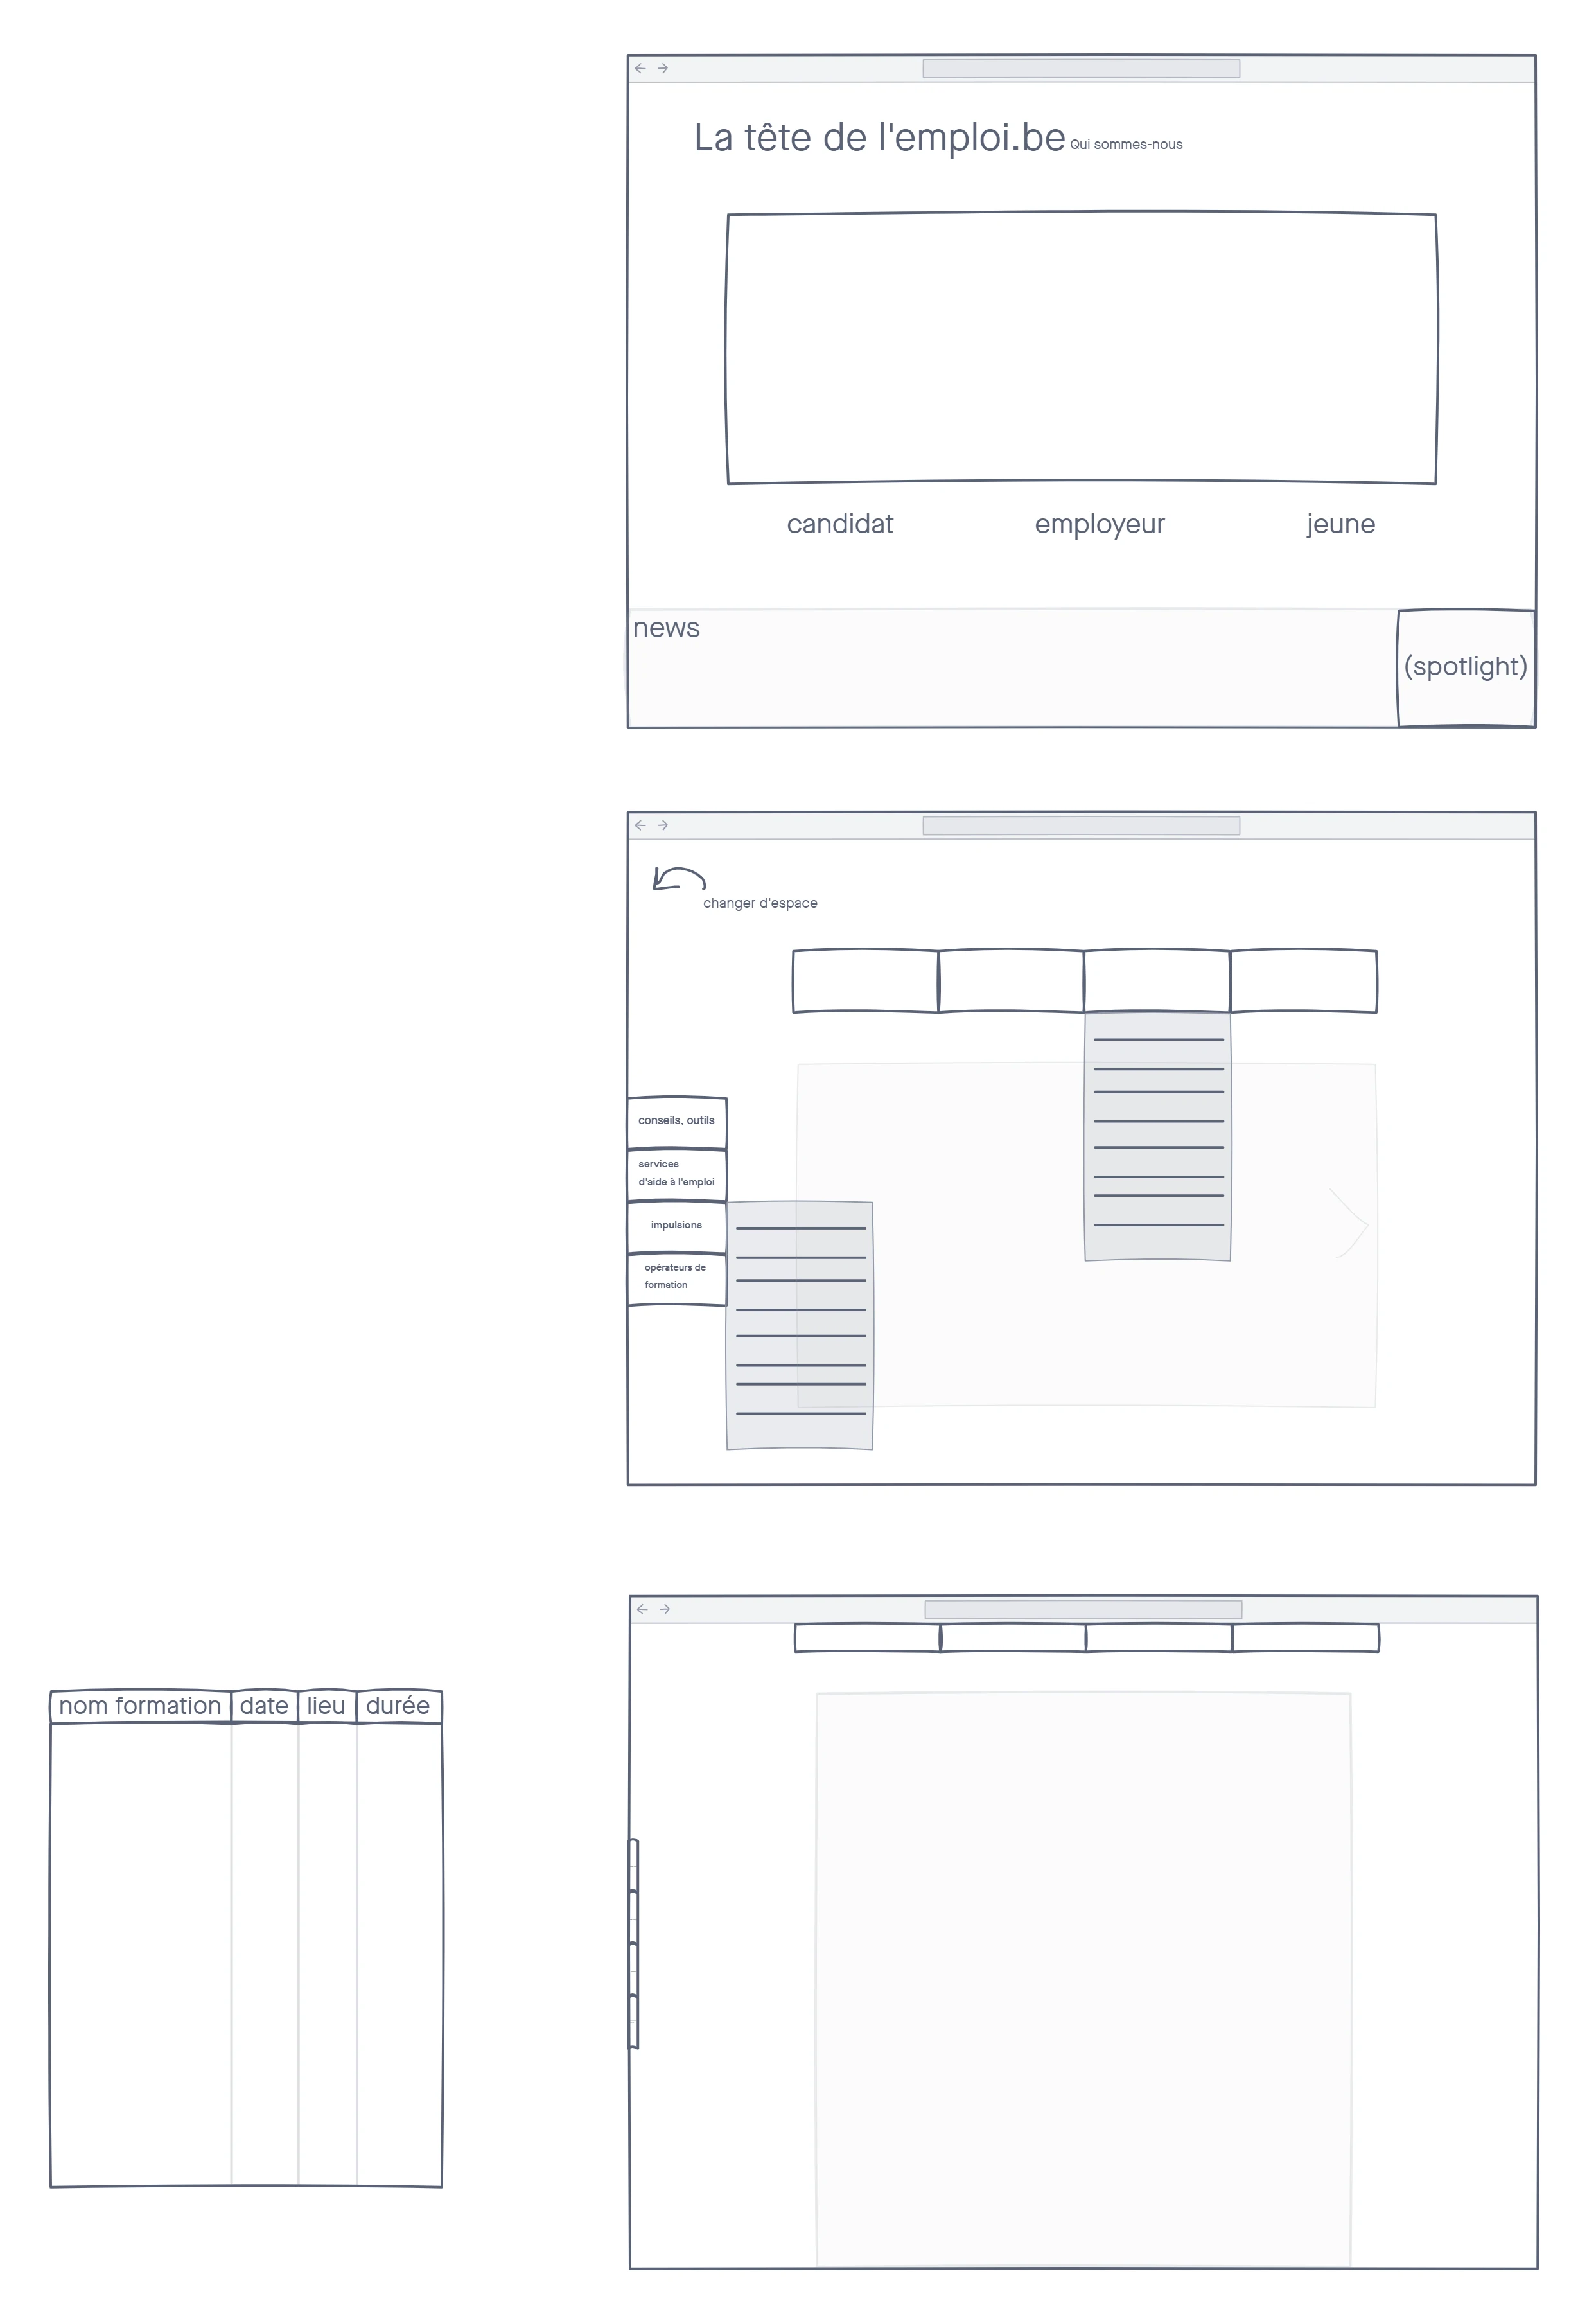 La tête de l'emploi.be Qui sommes-nous
candidat employeur jeune
news
(spotlight)
changer d'espace
conseils, outils
services
d'aide à l'emploi
impulsions
opérateurs de
formation
nom formation date lieu durée